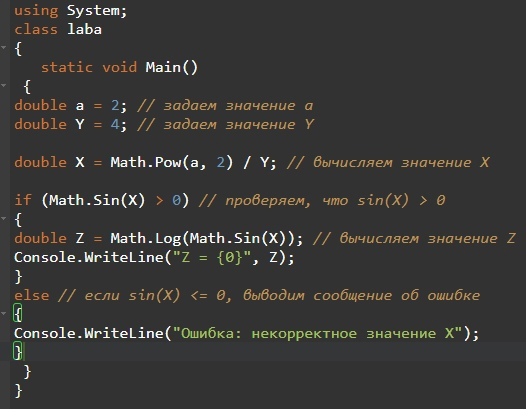 using System;
class laba
{
static void Main()
{
double a = 2; // задаем значение a
double Y = 4; // задаем значение Y
double X = Math.Pow(a, 2) / Y; // вычисляем значение X
if (Math.Sin(X) > 0) // проверяем, что sin(X) > 0
{
double Z = Math.Log(Math.Sin(X)); // вычисляем значение Z
Console.WriteLine("Z = {0}", Z);
}
else // если sin(X) <= 0, выводим сообщение об ошибке
{
Console.WriteLine("Ошибка: некорректное значение X");
}
}
}